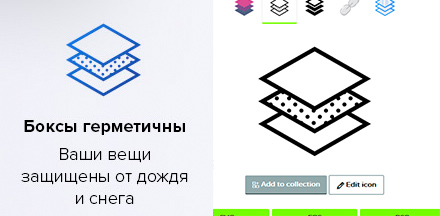 Боксы герметичны
Ваши вещи
защищены от дождя
и снега
Add to collection
Edit icon